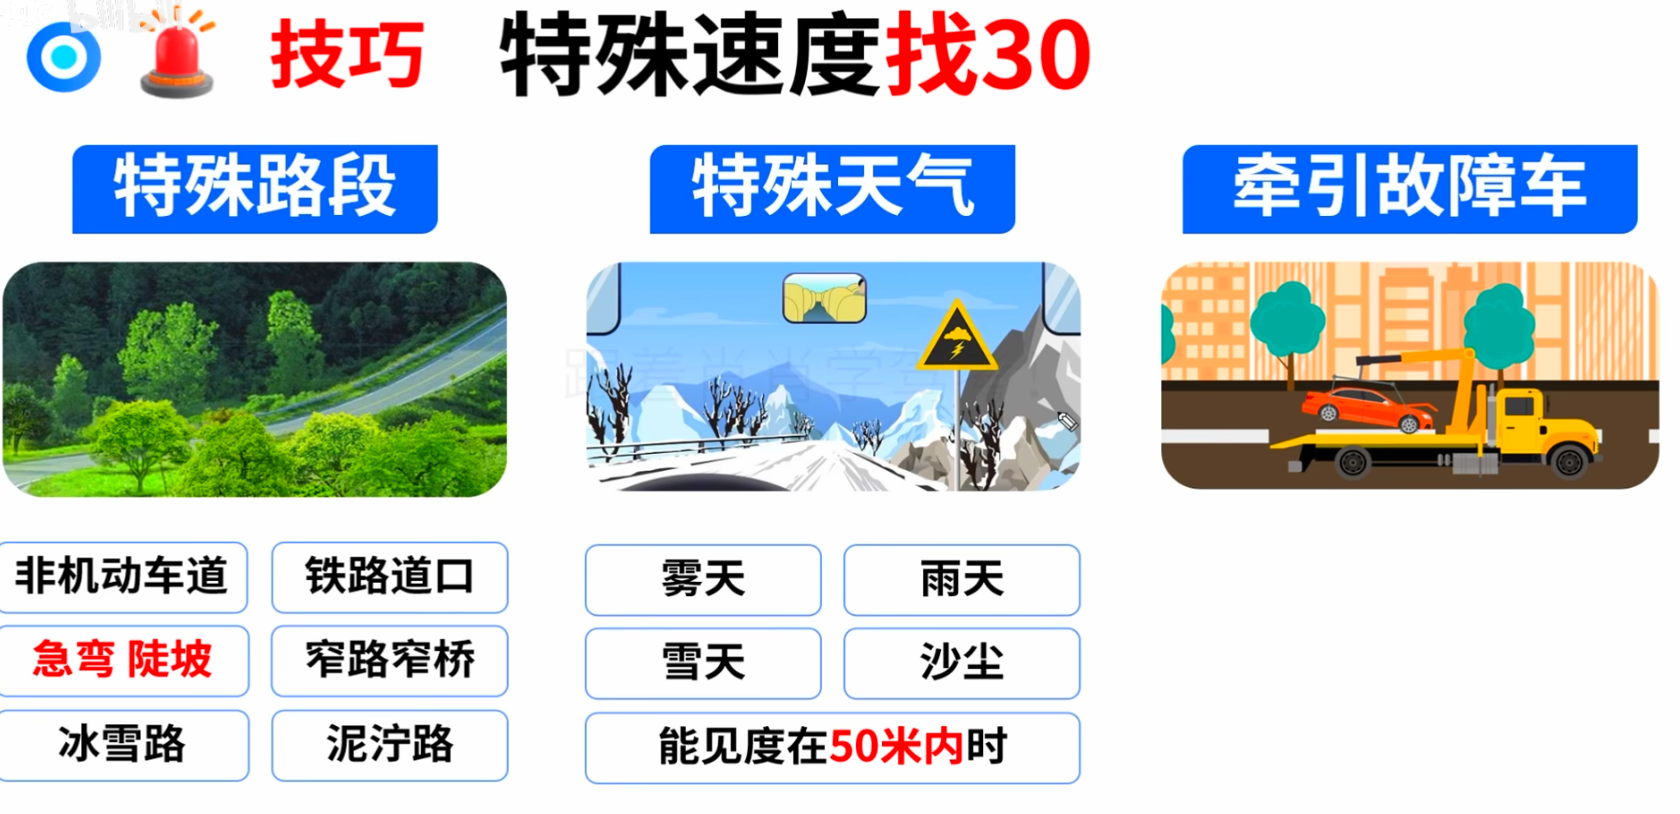 技巧 特殊速度找30
特殊路段 特殊天气 牵引故障车
非机动车道 铁路道口
急弯 陡坡 窄路窄桥
冰雪路 泥泞路
雾天 雨天
雪天 沙尘
能见度在50米内时